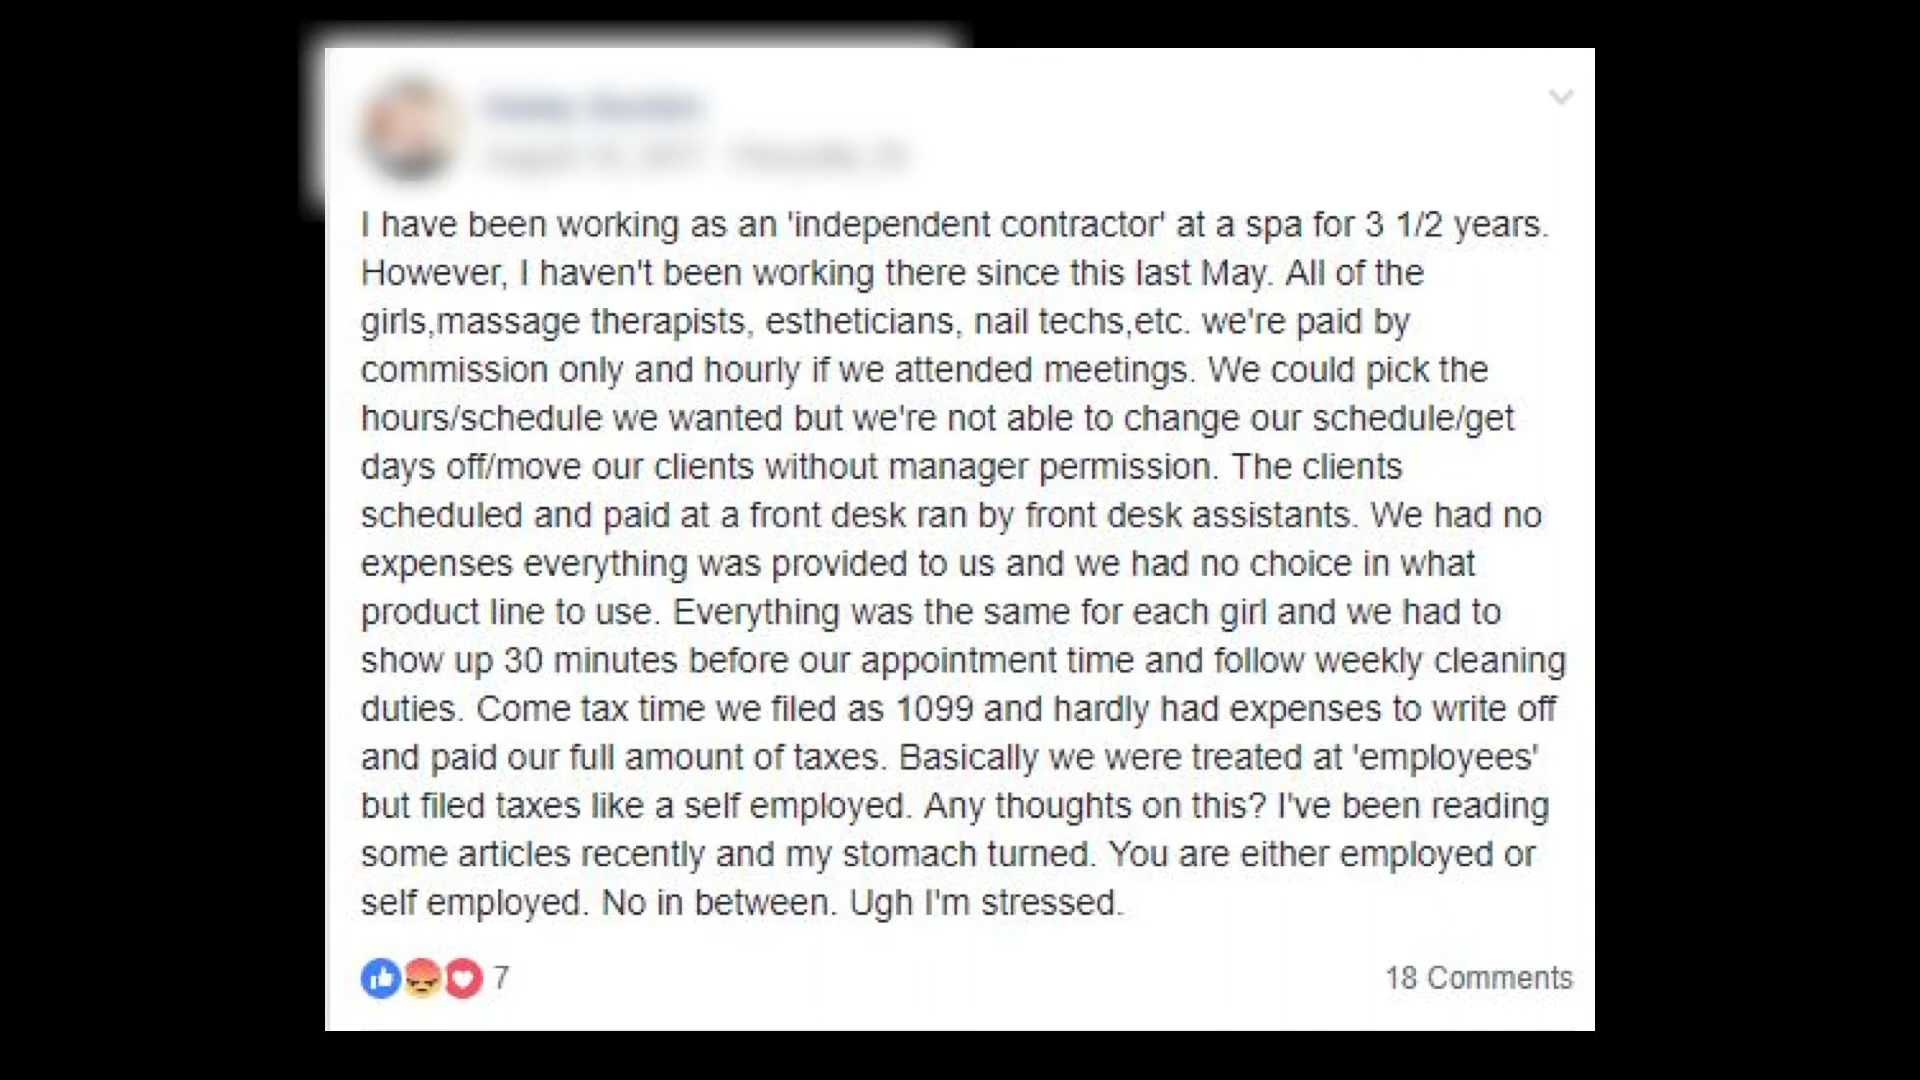 I have been working as an 'independent contractor' at a spa for 3 1/2 years.
However, I haven't been working there since this last May. All of the
girls,massage therapists, estheticians, nail techs,etc. we're paid by
commission only and hourly if we attended meetings. We could pick the
hours/schedule we wanted but we're not able to change our schedule/get
days off/move our clients without manager permission. The clients
scheduled and paid at a front desk ran by front desk assistants. We had no
expenses everything was provided to us and we had no choice in what
product line to use. Everything was the same for each girl and we had to
show up 30 minutes before our appointment time and follow weekly cleaning
duties. Come tax time we filed as 1099 and hardly had expenses to write off
and paid our full amount of taxes. Basically we were treated at 'employees'
but filed taxes like a self employed. Any thoughts on this? I've been reading
some articles recently and my stomach turned. You are either employed or
self employed. No in between. Ugh I'm stressed.
7 18 Comments